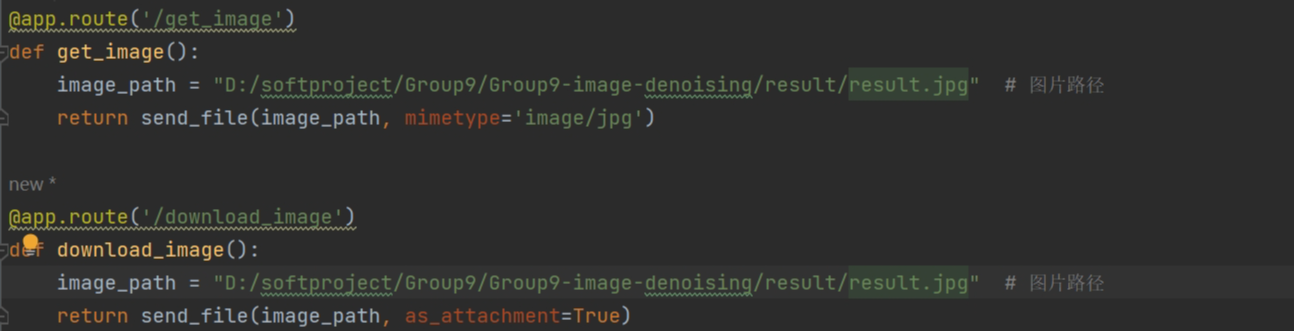 @app.route('/get_image')
def get_image():
    image_path = "D:/softproject/Group9/Group9-image-denoising/result/result.jpg"  # 图片路径
    return send_file(image_path, mimetype='image/jpg')
new *
@app.route('/download_image')
def download_image():
    image_path = "D:/softproject/Group9/Group9-image-denoising/result/result.jpg"  # 图片路径
    return send_file(image_path, as_attachment=True)